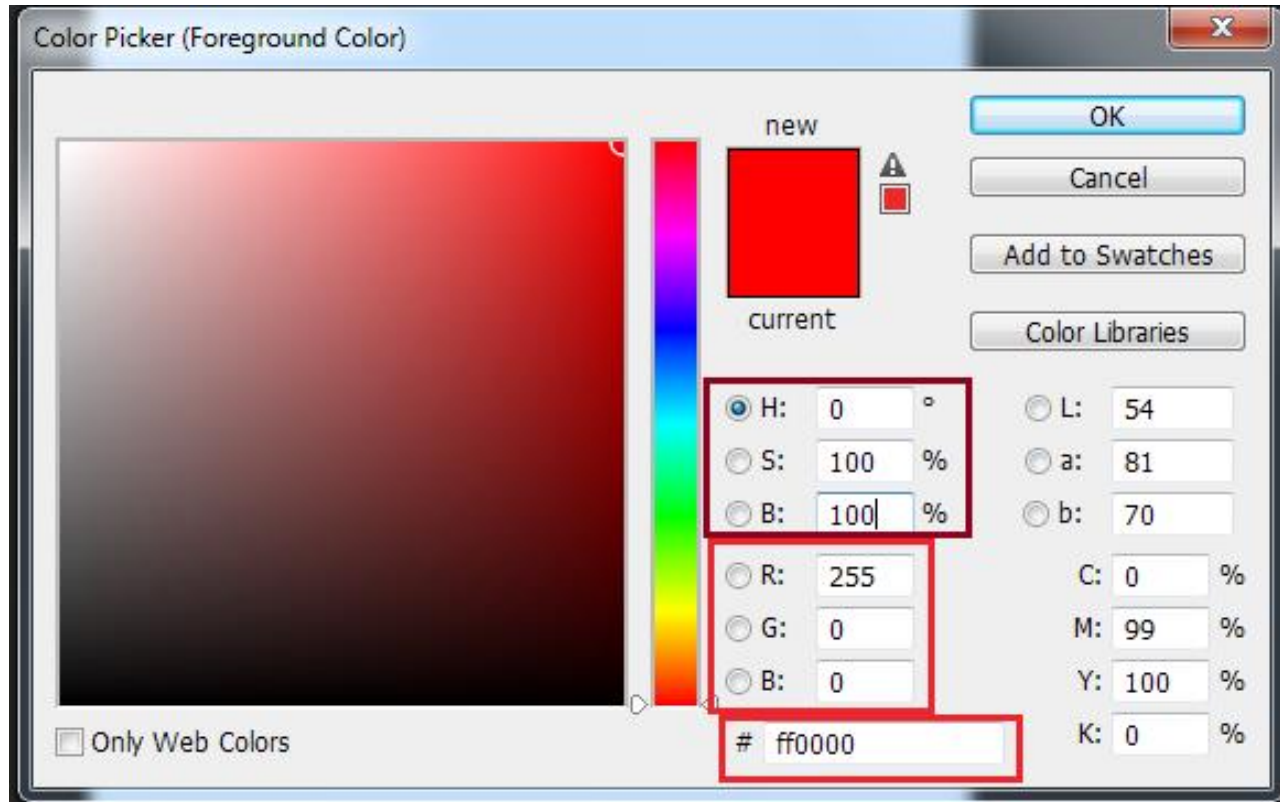 Color Picker (Foreground Color)
new
current
OK
Cancel
Add to Swatches
Color Libraries
H: 0 °
S: 100 %
B: 100 %
R: 255
G: 0
B: 0
# ff0000
L: 54
a: 81
b: 70
C: 0 %
M: 99 %
Y: 100 %
K: 0 %
Only Web Colors